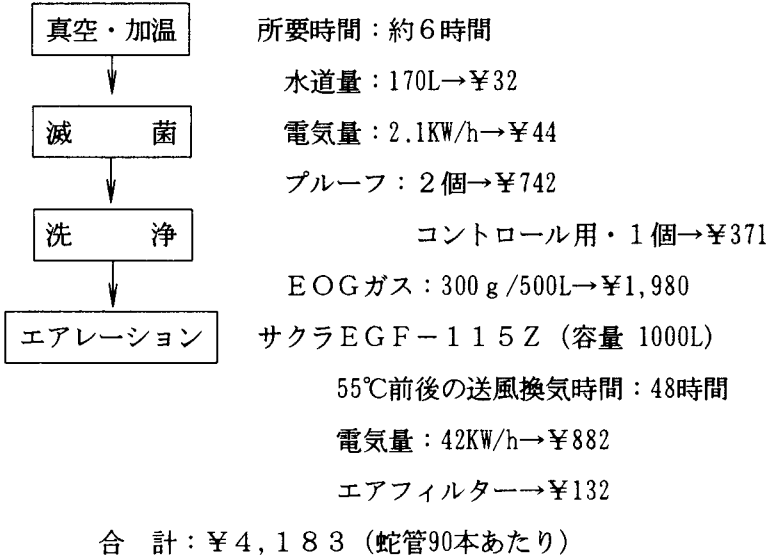 真空・加温 所要時間：約６時間
水道量：170L→¥32
滅 菌 電気量：2.1KW/h→¥44
プルーフ：２個→¥742
洗 浄 コントロール用・１個→¥371
ＥＯＧガス：300ｇ/500L→¥1,980
エアレーション サクラＥＧＦ－１１５Ｚ（容量 1000L）
55℃前後の送風換気時間：48時間
電気量：42KW/h→¥882
エアフィルター→¥132
合 計：¥４,１８３（蛇管90本あたり）